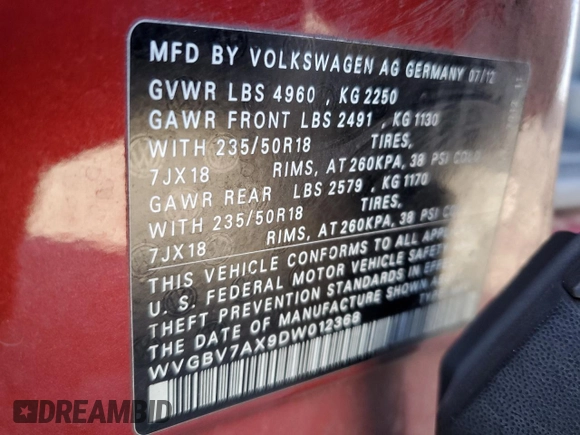 MFD BY VOLKSWAGEN AG GERMANY 07/12
GVWR LBS 4960 , KG 2250
GAWR FRONT LBS 2491 , KG 1130
WITH 235/50R18 TIRES,
7JX18 RIMS, AT 260KPA, 38 PSI COLD
GAWR REAR LBS 2579 , KG 1170
WITH 235/50R18 TIRES,
7JX18 RIMS, AT 260KPA, 38 PSI
THIS VEHICLE CONFORMS TO ALL
U. S. FEDERAL MOTOR VEHICLE SAFETY
THEFT PREVENTION STANDARDS IN
THE DATE OF MANUFACTURE SHOWN
WVGBV7AX9DW012368
DREAMBID